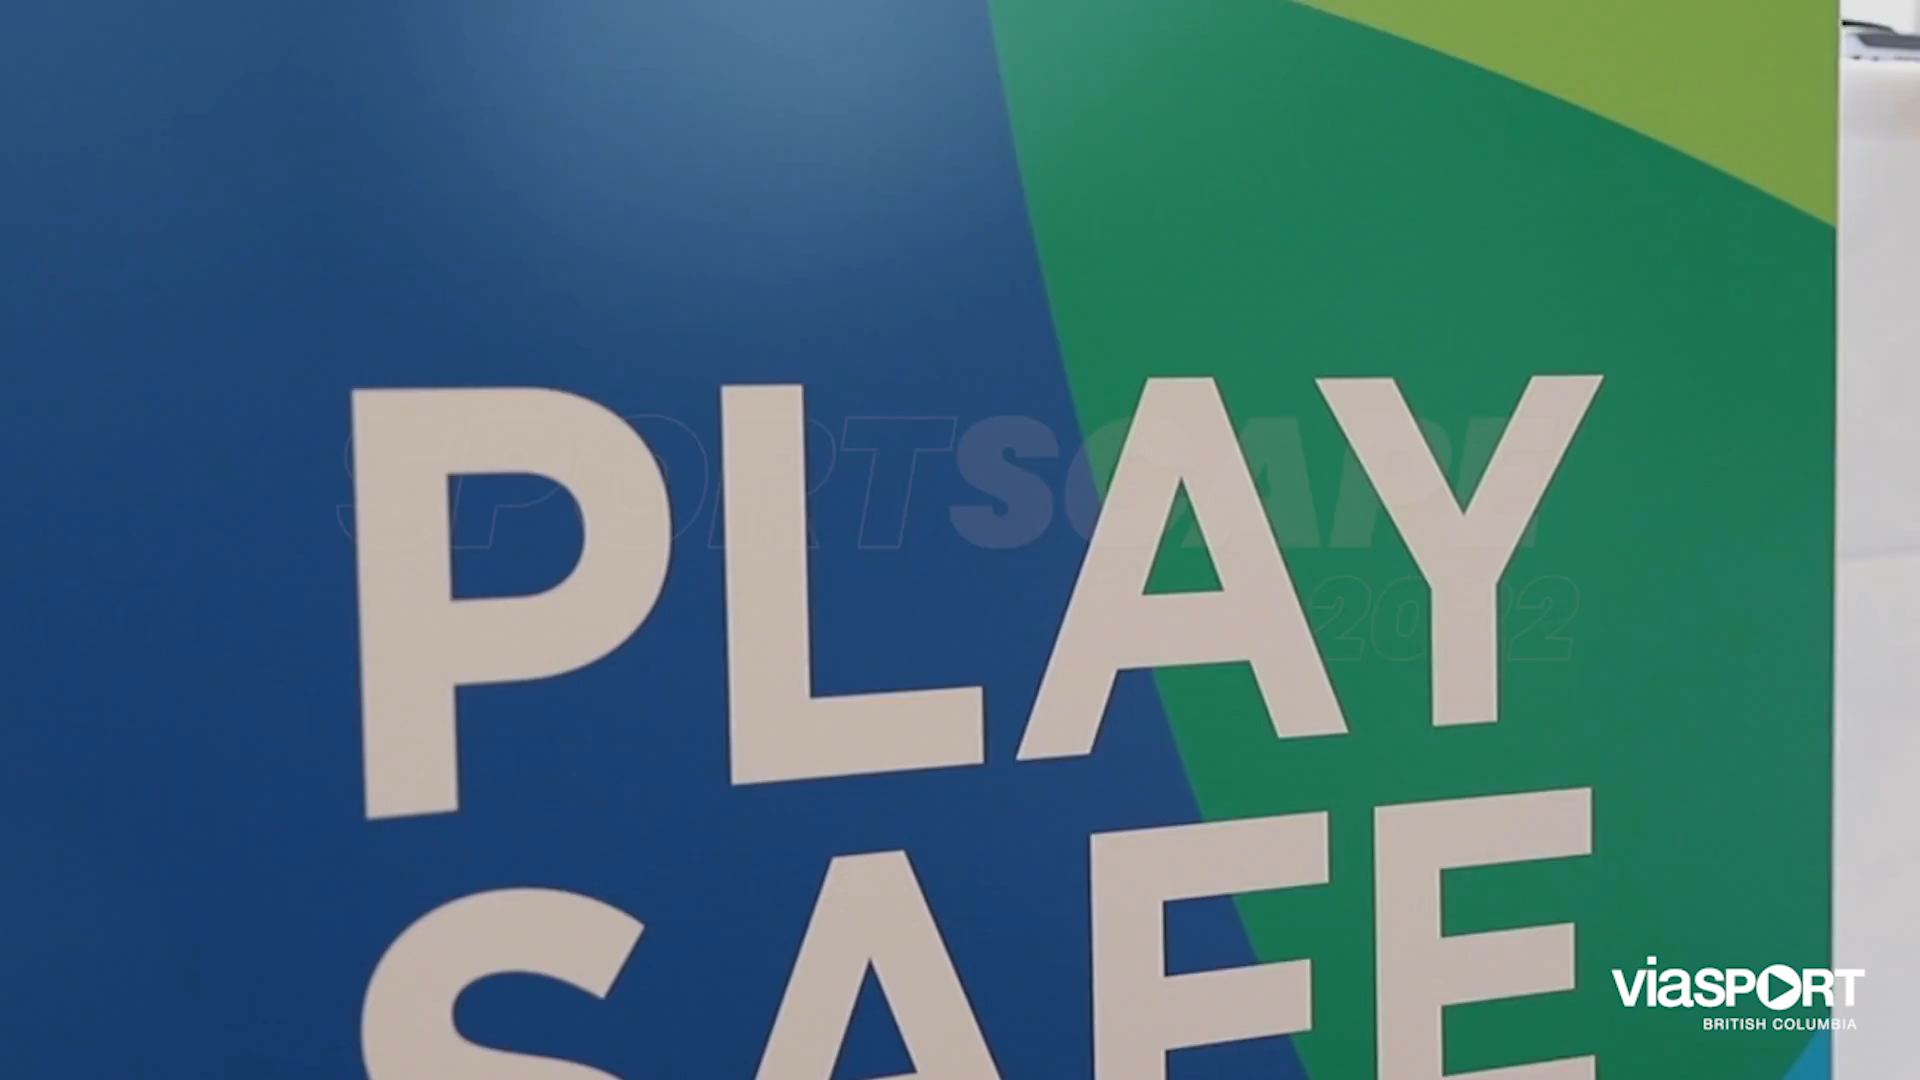 PLAY
SAFE
SPORTSCAPE
2022
viaSPORT
BRITISH COLUMBIA